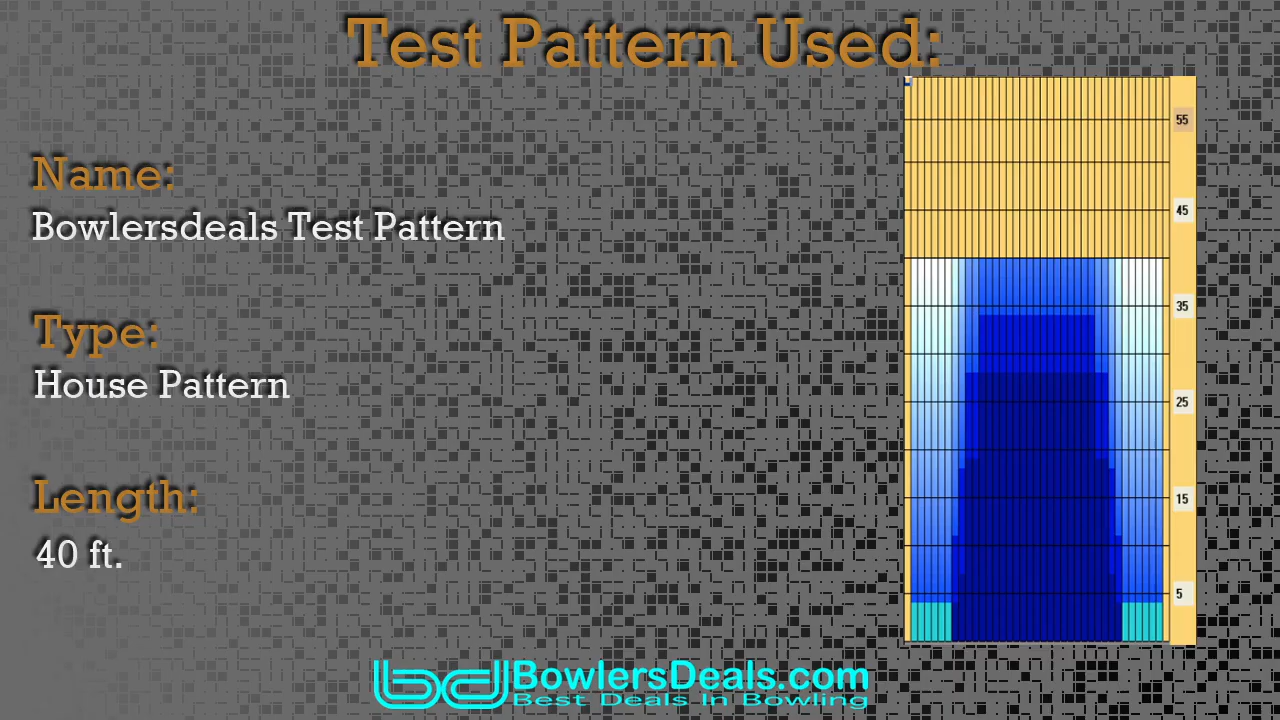 Test Pattern Used:
Name:
Bowlersdeals Test Pattern
Type:
House Pattern
Length:
40 ft.
55
45
35
25
15
5
bd BowlersDeals.com
Best Deals In Bowling